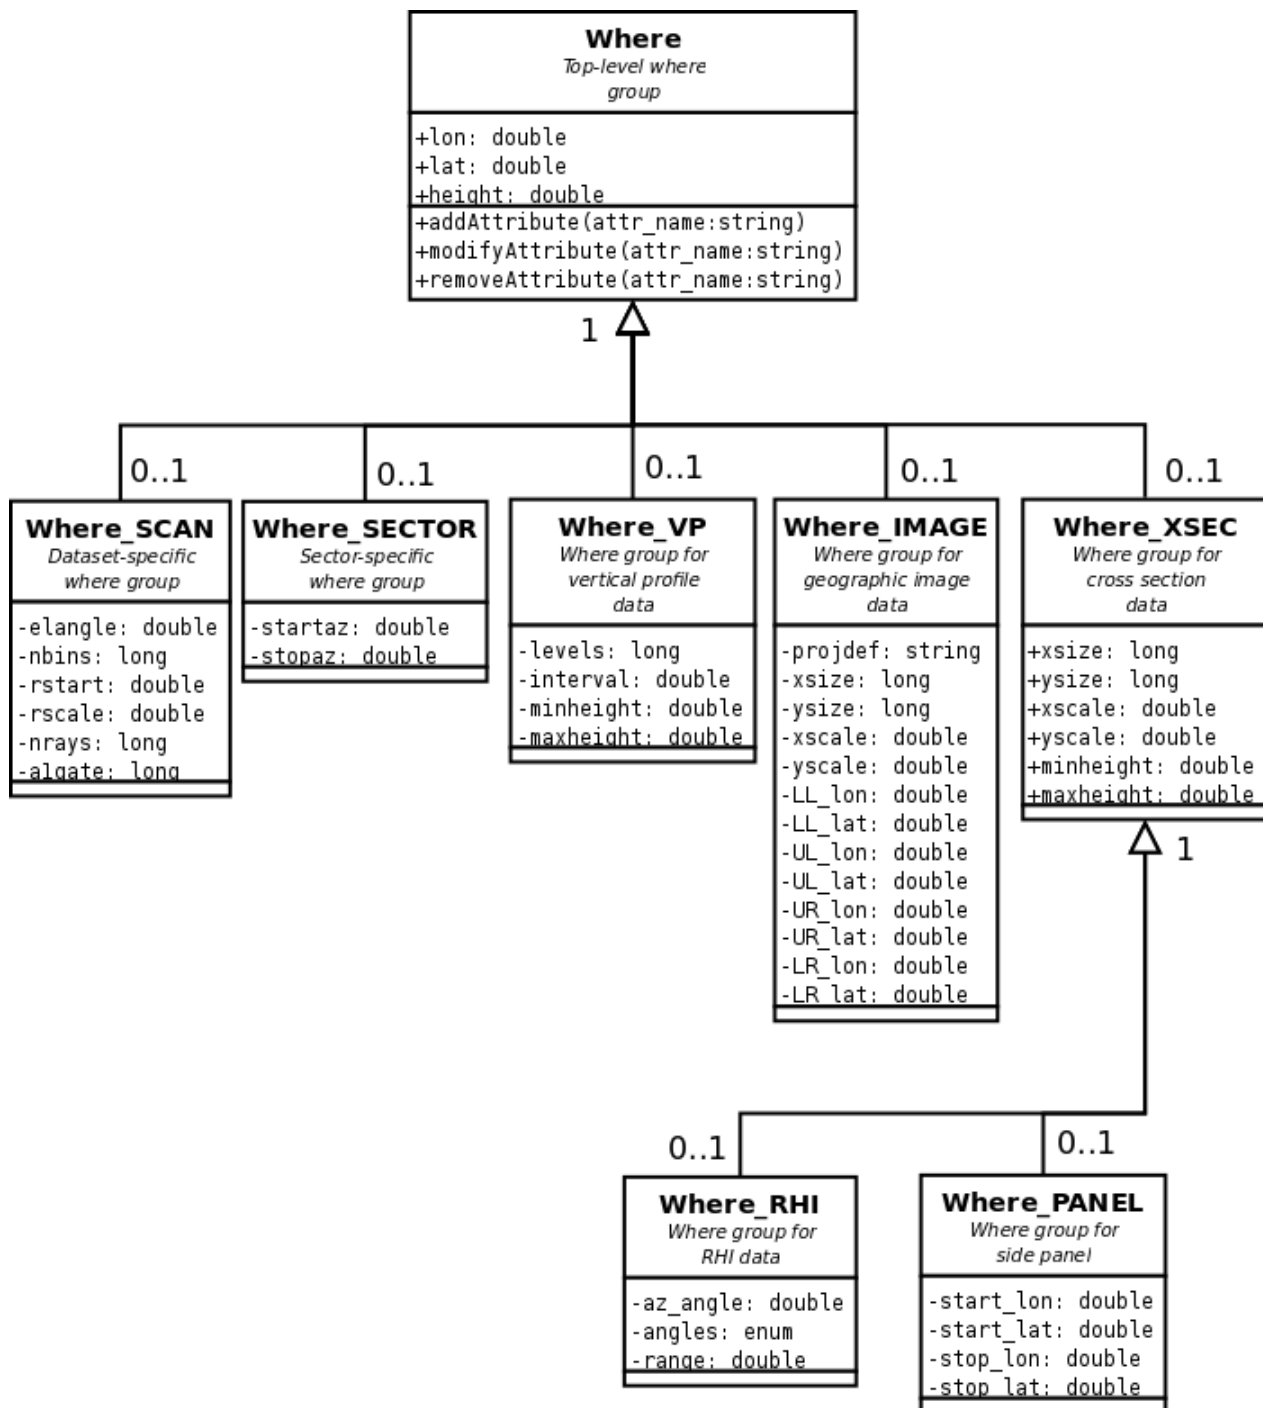 Where
Top-level where
group
+lon: double
+lat: double
+height: double
+addAttribute(attr_name:string)
+modifyAttribute(attr_name:string)
+removeAttribute(attr_name:string)
1
0..1
0..1
0..1
0..1
0..1
Where_SCAN
Dataset-specific
where group
-elangle: double
-nbins: long
-rstart: double
-rscale: double
-nrays: long
-a1gate: long
Where_SECTOR
Sector-specific
where group
-startaz: double
-stopaz: double
Where_VP
Where group for
vertical profile
data
-levels: long
-interval: double
-minheight: double
-maxheight: double
Where_IMAGE
Where group for
geographic image
data
-projdef: string
-xsize: long
-ysize: long
-xscale: double
-yscale: double
-LL_lon: double
-LL_lat: double
-UL_lon: double
-UL_lat: double
-UR_lon: double
-UR_lat: double
-LR_lon: double
-LR_lat: double
Where_XSEC
Where group for
cross section
data
+xsize: long
+ysize: long
+xscale: double
+yscale: double
+minheight: double
+maxheight: double
1
0..1
0..1
Where_RHI
Where group for
RHI data
-az_angle: double
-angles: enum
-range: double
Where_PANEL
Where group for
side panel
-start_lon: double
-start_lat: double
-stop_lon: double
-stop_lat: double